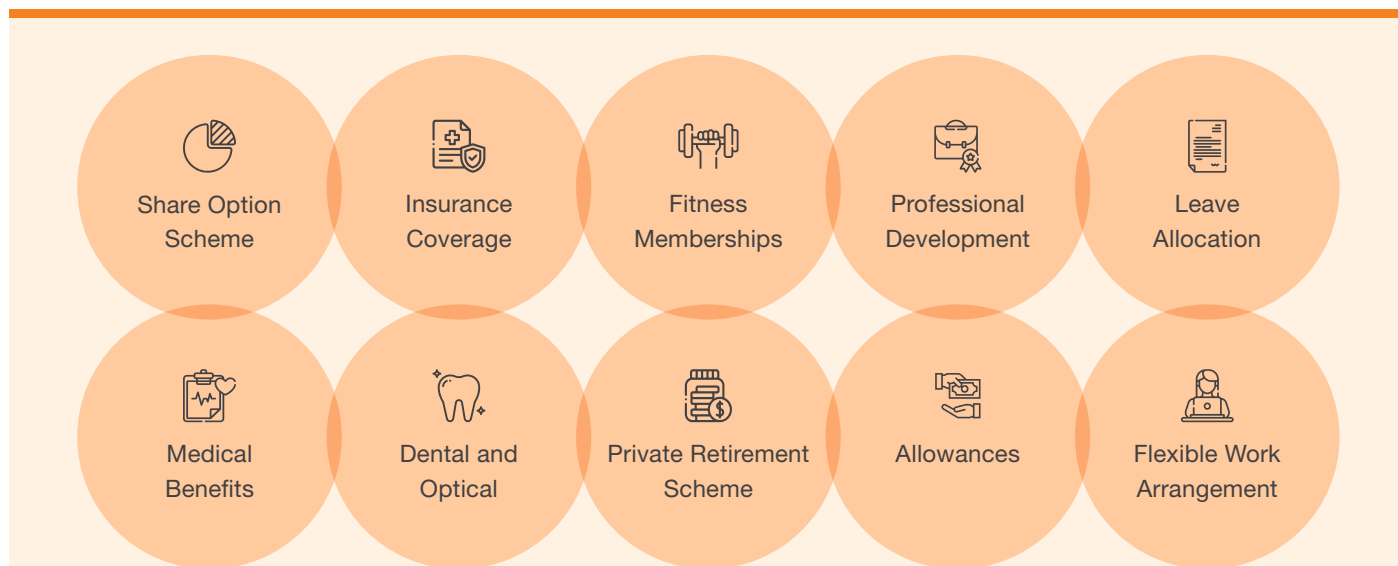 Share Option
Scheme
Insurance
Coverage
Fitness
Memberships
Professional
Development
Leave
Allocation
Medical
Benefits
Dental and
Optical
Private Retirement
Scheme
Allowances
Flexible Work
Arrangement